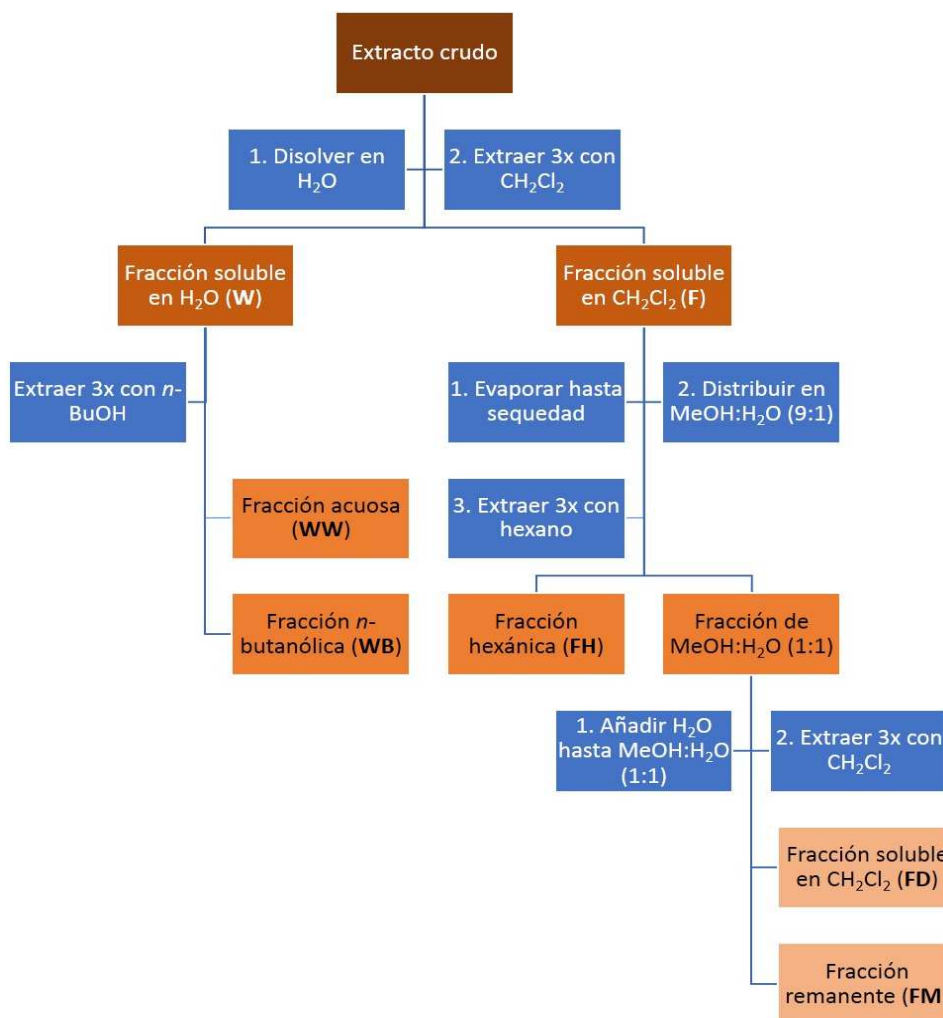 Extracto crudo
1. Disolver en
H₂O
2. Extraer 3x con
CH₂Cl₂
Fracción soluble
en H₂O (W)
Fracción soluble
en CH₂Cl₂ (F)
Extraer 3x con n-
BuOH
1. Evaporar hasta
sequedad
2. Distribuir en
MeOH:H₂O (9:1)
Fracción acuosa
(WW)
3. Extraer 3x con
hexano
Fracción n-
butanólica (WB)
Fracción
hexánica (FH)
Fracción de
MeOH:H₂O (1:1)
1. Añadir H₂O
hasta MeOH:H₂O
(1:1)
2. Extraer 3x con
CH₂Cl₂
Fracción soluble
en CH₂Cl₂ (FD)
Fracción
remanente (FM